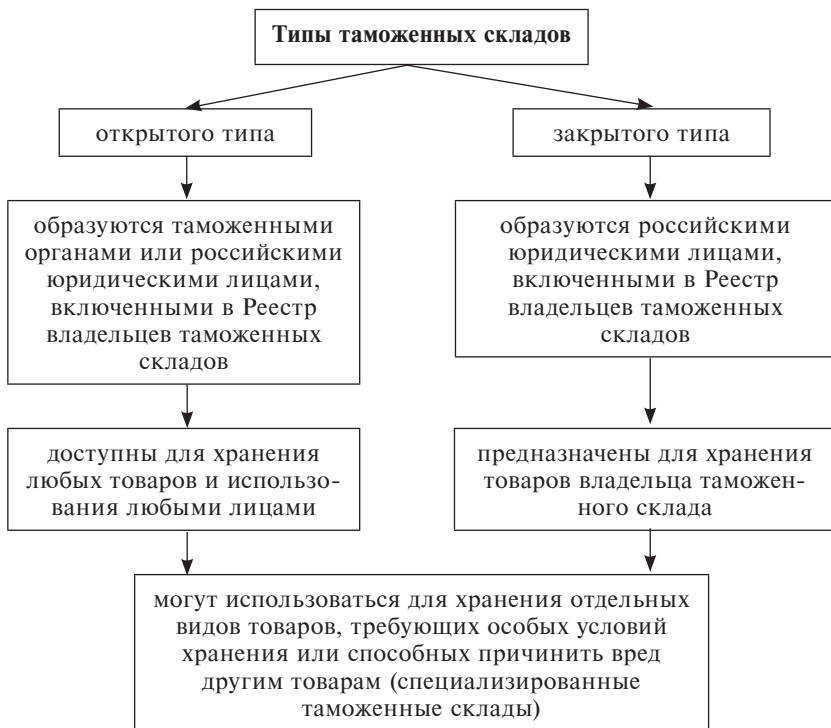 Типы таможенных складов
открытого типа
закрытого типа
образуются таможенными
органами или российскими
юридическими лицами,
включенными в Реестр
владельцев таможенных
складов
образуются российскими
юридическими лицами,
включенными в Реестр
владельцев таможенных
складов
доступны для хранения
любых товаров и использо-
вания любыми лицами
предназначены для хранения
товаров владельца таможен-
ного склада
могут использоваться для хранения отдельных
видов товаров, требующих особых условий
хранения или способных причинить вред
другим товарам (специализированные
таможенные склады)